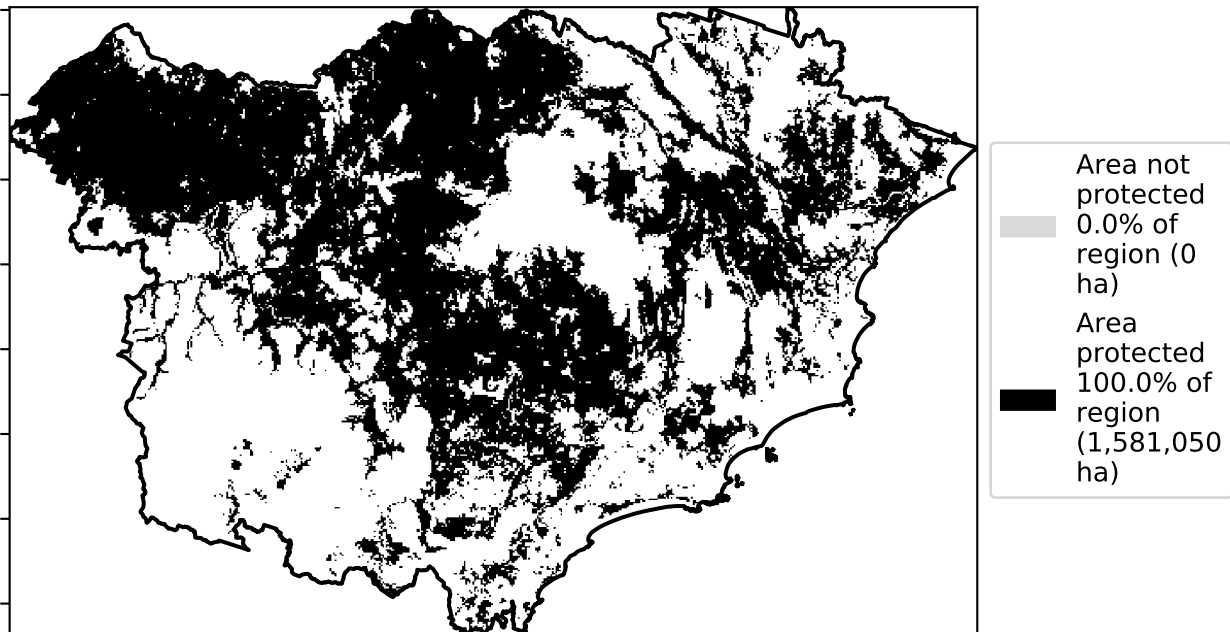 Area not
protected
0.0% of
region (0
ha)
Area
protected
100.0% of
region
(1,581,050
ha)